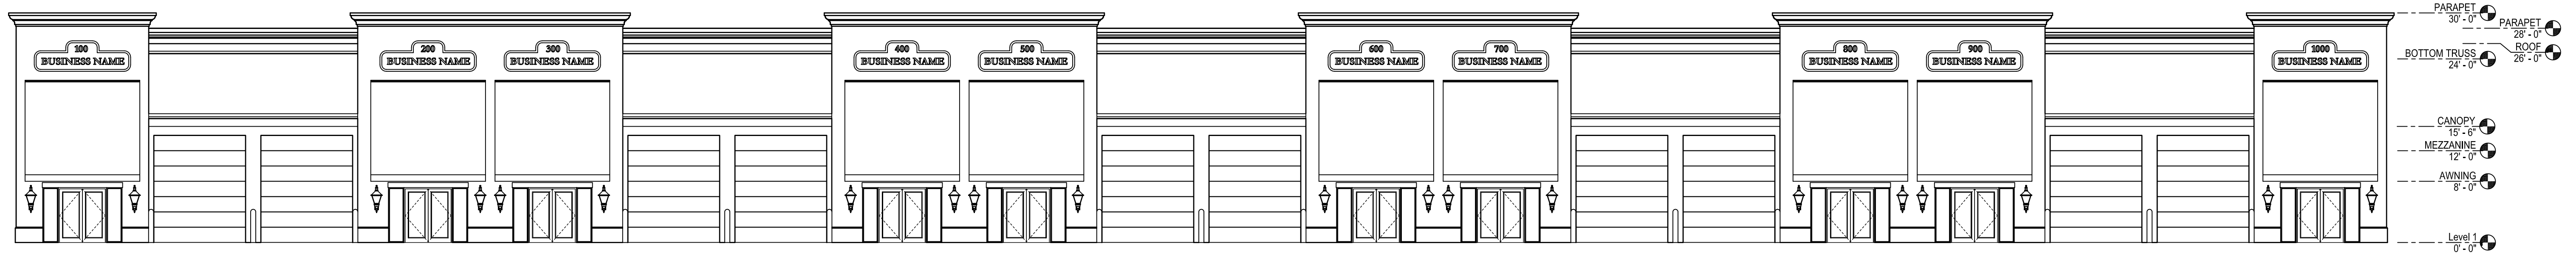 100
BUSINESS NAME
200
BUSINESS NAME
300
BUSINESS NAME
400
BUSINESS NAME
500
BUSINESS NAME
600
BUSINESS NAME
700
BUSINESS NAME
800
BUSINESS NAME
900
BUSINESS NAME
1000
BUSINESS NAME
PARAPET
30' - 0"
PARAPET
28' - 0"
ROOF
26' - 0"
BOTTOM TRUSS
24' - 0"
CANOPY
15' - 6"
MEZZANINE
12' - 0"
AWNING
8' - 0"
Level 1
0' - 0"